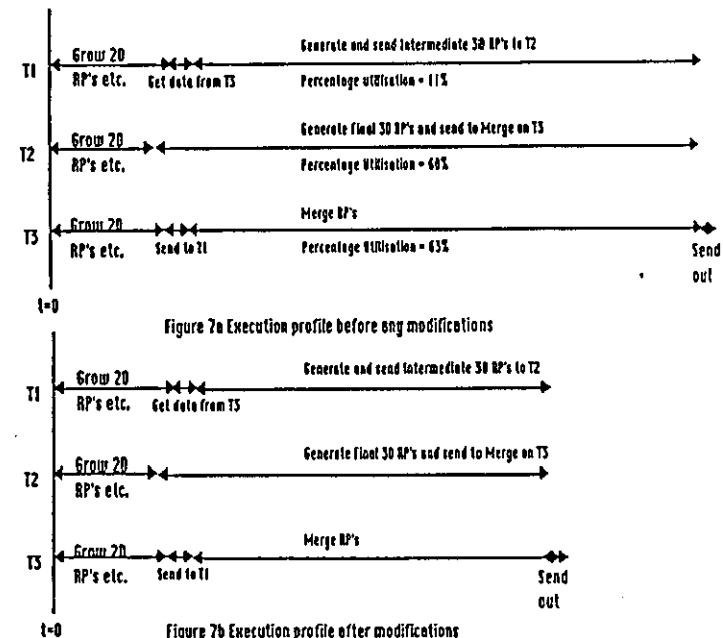 Generate and send intermediate 30 RP's to T2
Grow 20
T1
RP's etc.
Get data from T3
Percentage utilisation = 11%
Generate final 30 RP's and send to Merge on T3
Grow 20
T2
RP's etc.
Percentage Utilisation = 60%
Merge RP's
Grow 20
T3
RP's etc.
Send to T1
Percentage Utilisation = 63%
Send
out
t=0
Figure 7a Execution profile before any modifications
Generate and send intermediate 30 RP's to T2
Grow 20
T1
RP's etc.
Get data from T3
Generate final 30 RP's and send to Merge on T3
Grow 20
T2
RP's etc.
Merge RP's
Grow 20
T3
RP's etc.
Send to T1
Send
out
t=0
Figure 7b Execution profile after modifications